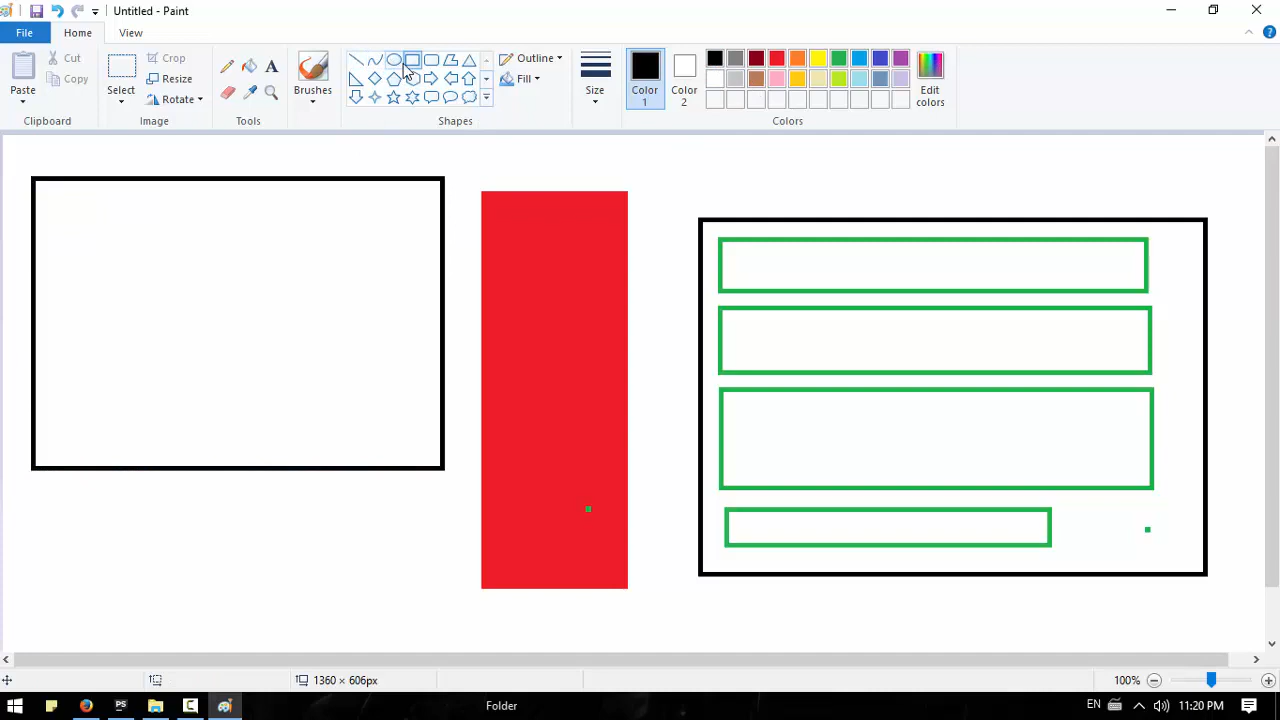 Untitled - Paint
File
Home
View
Paste
Cut
Copy
Clipboard
Select
Crop
Resize
Rotate
Image
A
Tools
Brushes
Outline
Fill
Shapes
Size
Color 1
Color 2
Edit colors
Colors
1360 × 606px
100%
PS
Folder
EN
11:20 PM